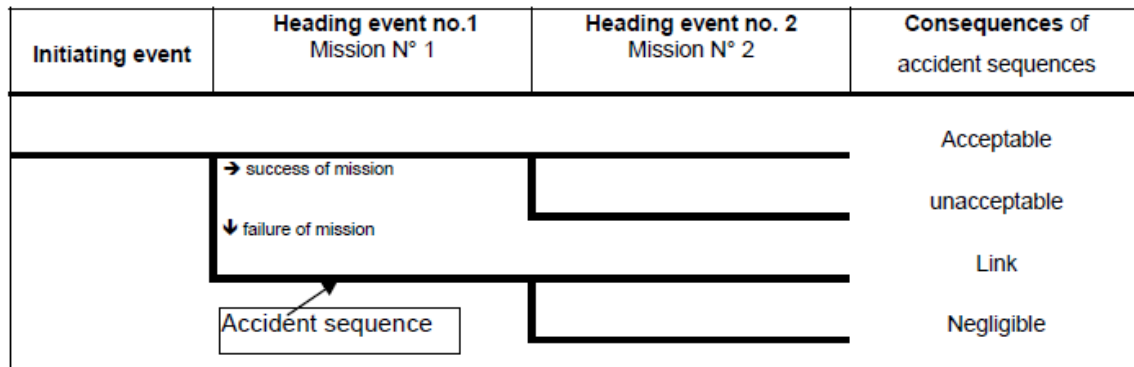 Initiating event
Heading event no.1
Mission N° 1
Heading event no. 2
Mission N° 2
Consequences of
accident sequences
Acceptable
➔ success of mission
unacceptable
🡻 failure of mission
Link
Accident sequence
Negligible